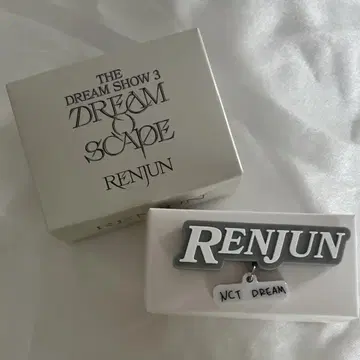 THE
DREAM SHOW 3
DREAM
SCAPE
RENJUN
RENJUN
NCT DREAM